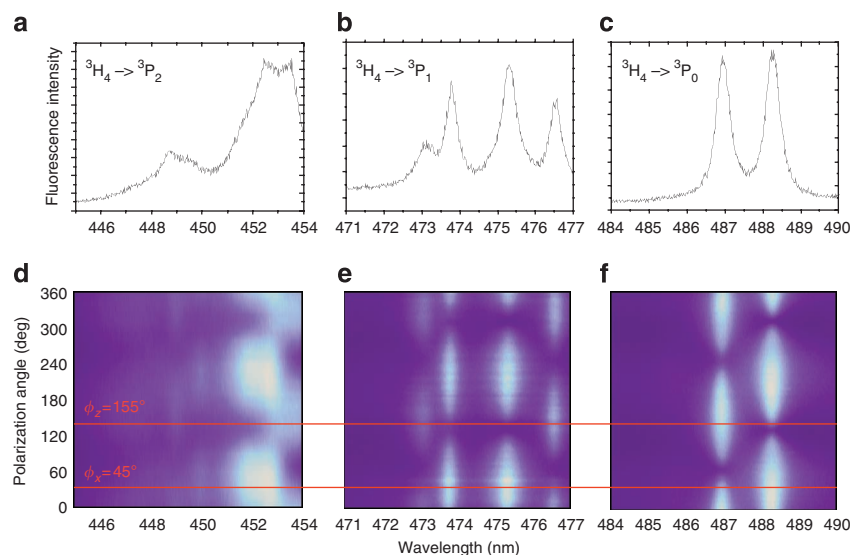 a
b
c
³H₄ –> ³P₂
³H₄ –> ³P₁
³H₄ –> ³P₀
Fluorescence intensity
446 448 450 452 454
471 472 473 474 475 476 477
484 485 486 487 488 489 490
d
e
f
360
300
240
180
120
60
0
Polarization angle (deg)
ϕz=155°
ϕx=45°
446 448 450 452 454
471 472 473 474 475 476 477
484 485 486 487 488 489 490
Wavelength (nm)